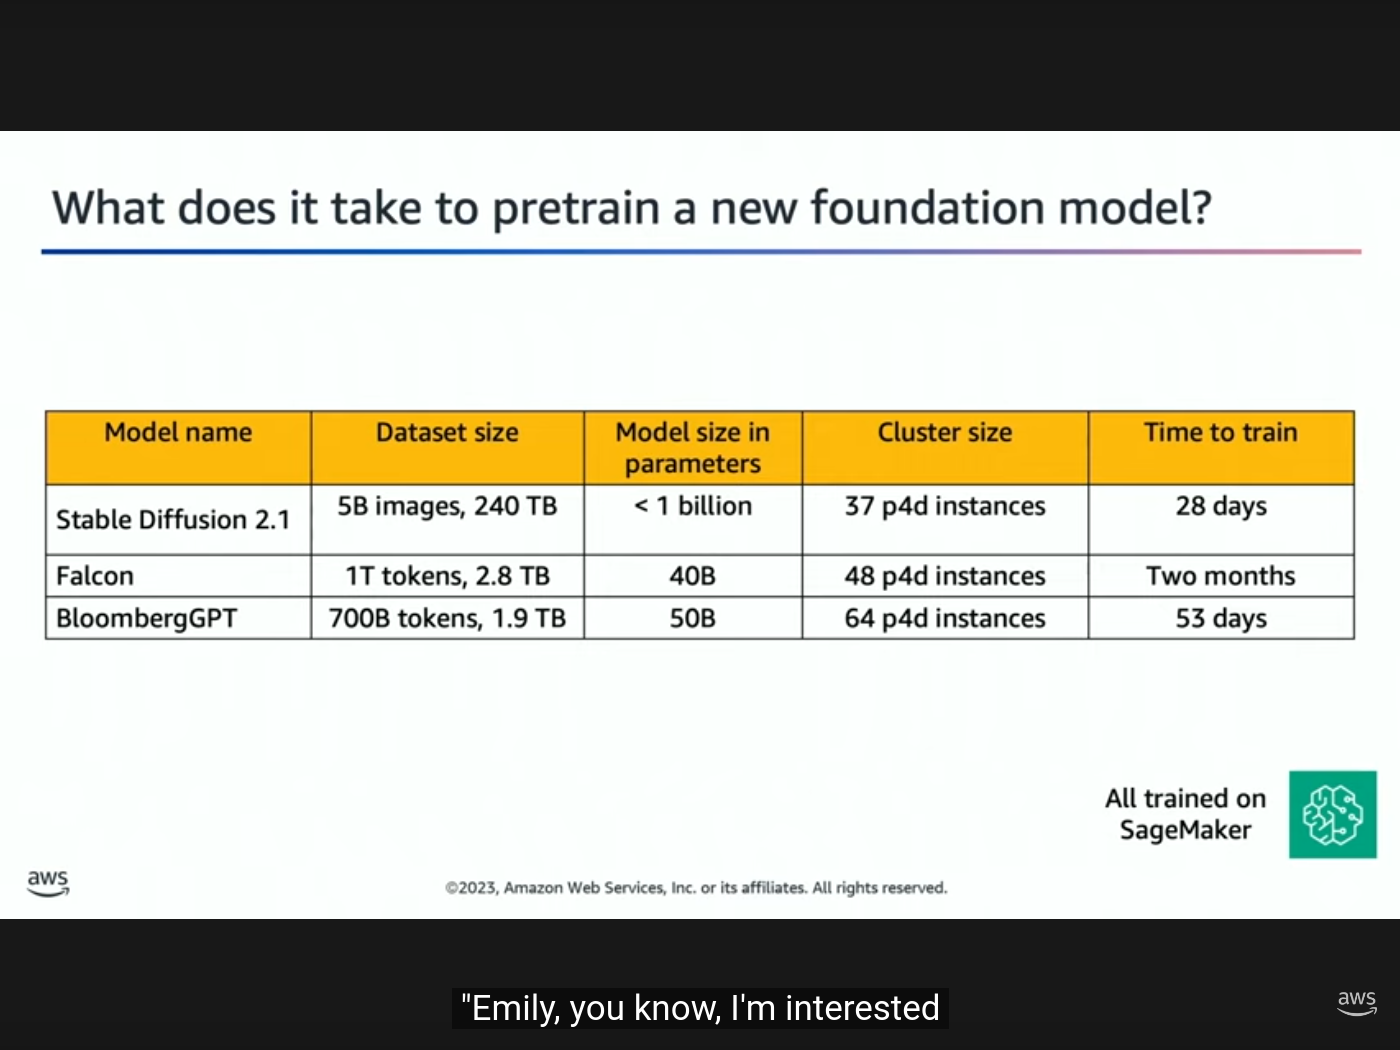 What does it take to pretrain a new foundation model?
Model name Dataset size Model size in parameters Cluster size Time to train
Stable Diffusion 2.1 5B images, 240 TB < 1 billion 37 p4d instances 28 days
Falcon 1T tokens, 2.8 TB 40B 48 p4d instances Two months
BloombergGPT 700B tokens, 1.9 TB 50B 64 p4d instances 53 days
All trained on
SageMaker
aws
©2023, Amazon Web Services, Inc. or its affiliates. All rights reserved.
"Emily, you know, I'm interested
aws